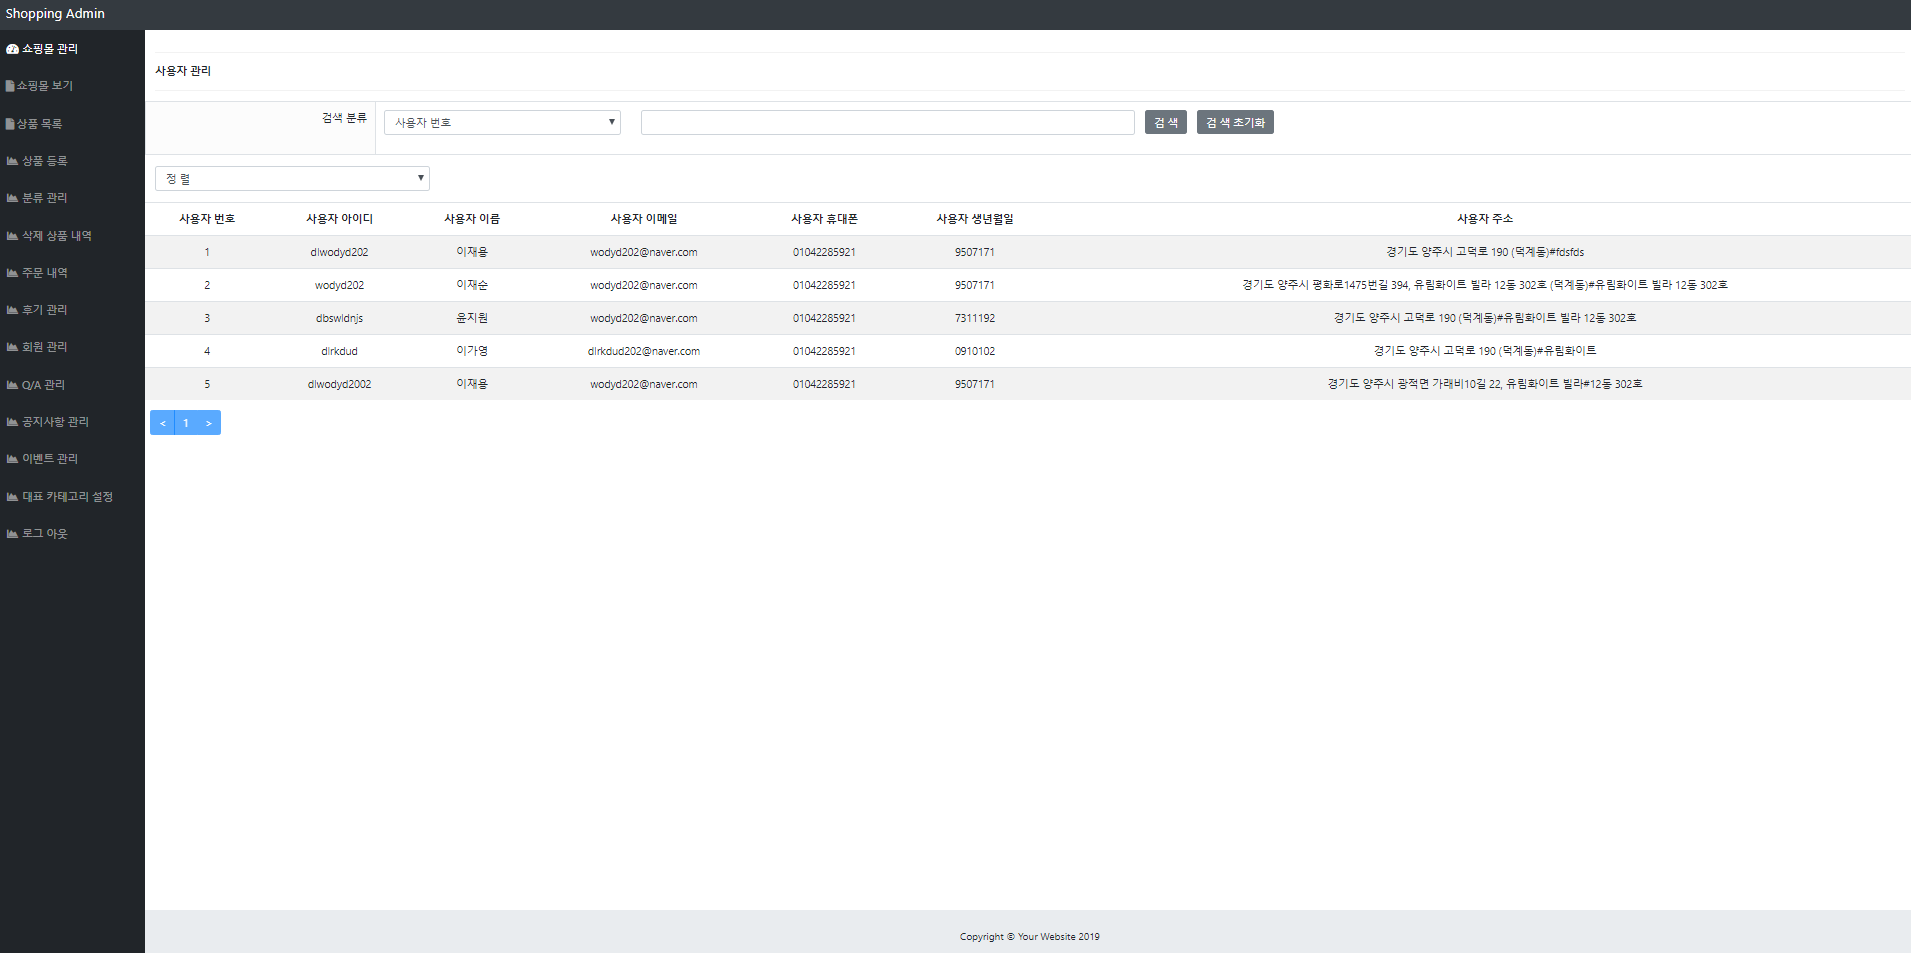 Shopping Admin
쇼핑몰 관리
쇼핑몰 보기
상품 목록
상품 등록
분류 관리
삭제 상품 내역
주문 내역
후기 관리
회원 관리
Q/A 관리
공지사항 관리
이벤트 관리
대표 카테고리 설정
로그 아웃
사용자 관리
검색 분류 사용자 번호 검 색 검 색 초기화
정 렬
사용자 번호 사용자 아이디 사용자 이름 사용자 이메일 사용자 휴대폰 사용자 생년월일 사용자 주소
1 dlwodyd202 이재용 wodyd202@naver.com 01042285921 9507171 경기도 양주시 고덕로 190 (덕계동)#fdsfds
2 wodyd202 이재순 wodyd202@naver.com 01042285921 9507171 경기도 양주시 평화로1475번길 394, 유림화이트 빌라 12동 302호 (덕계동)#유림화이트 빌라 12동 302호
3 dbswldnjs 윤지원 wodyd202@naver.com 01042285921 7311192 경기도 양주시 고덕로 190 (덕계동)#유림화이트 빌라 12동 302호
4 dlrkdud 이가영 dlrkdud202@naver.com 01042285921 0910102 경기도 양주시 고덕로 190 (덕계동)#유림화이트
5 dlwodyd2002 이재용 wodyd202@naver.com 01042285921 9507171 경기도 양주시 광적면 가래비10길 22, 유림화이트 빌라#12동 302호
< 1 >
Copyright © Your Website 2019